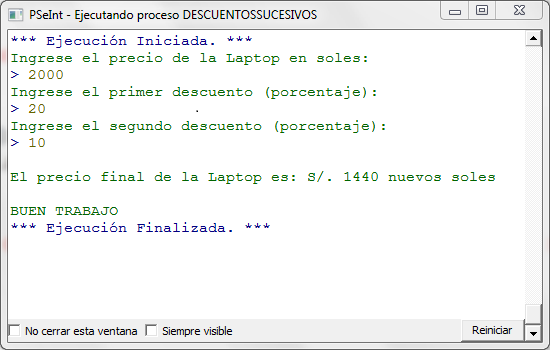 PSeInt - Ejecutando proceso DESCUENTOSSUCESIVOS
*** Ejecución Iniciada. ***
Ingrese el precio de la Laptop en soles:
> 2000
Ingrese el primer descuento (porcentaje):
> 20
Ingrese el segundo descuento (porcentaje):
> 10
El precio final de la Laptop es: S/. 1440 nuevos soles
BUEN TRABAJO
*** Ejecución Finalizada. ***
No cerrar esta ventana Siempre visible Reiniciar